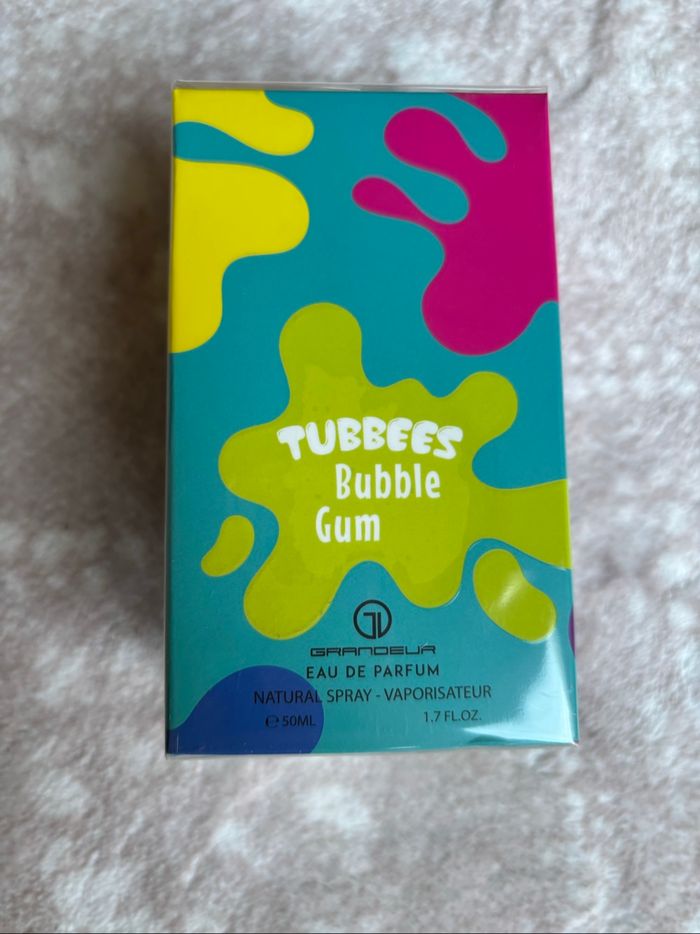 TUBBEES
Bubble
Gum
GRANDEUR
EAU DE PARFUM
NATURAL SPRAY - VAPORISATEUR
℮ 50ML 1.7 FL.OZ.